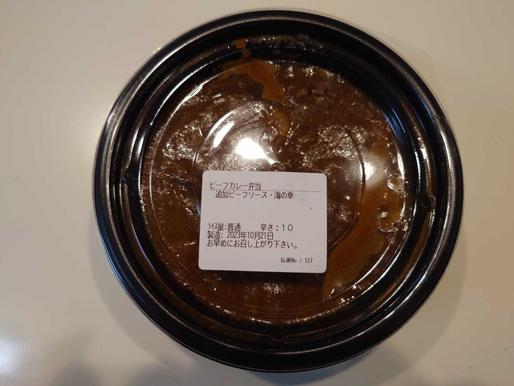 ビーフカレー弁当
追加ビーフソース・海の幸
ﾗｲｽ量:普通 辛さ:10
製造: 2023年10月21日
お早めにお召し上がり下さい。
伝票No : 127